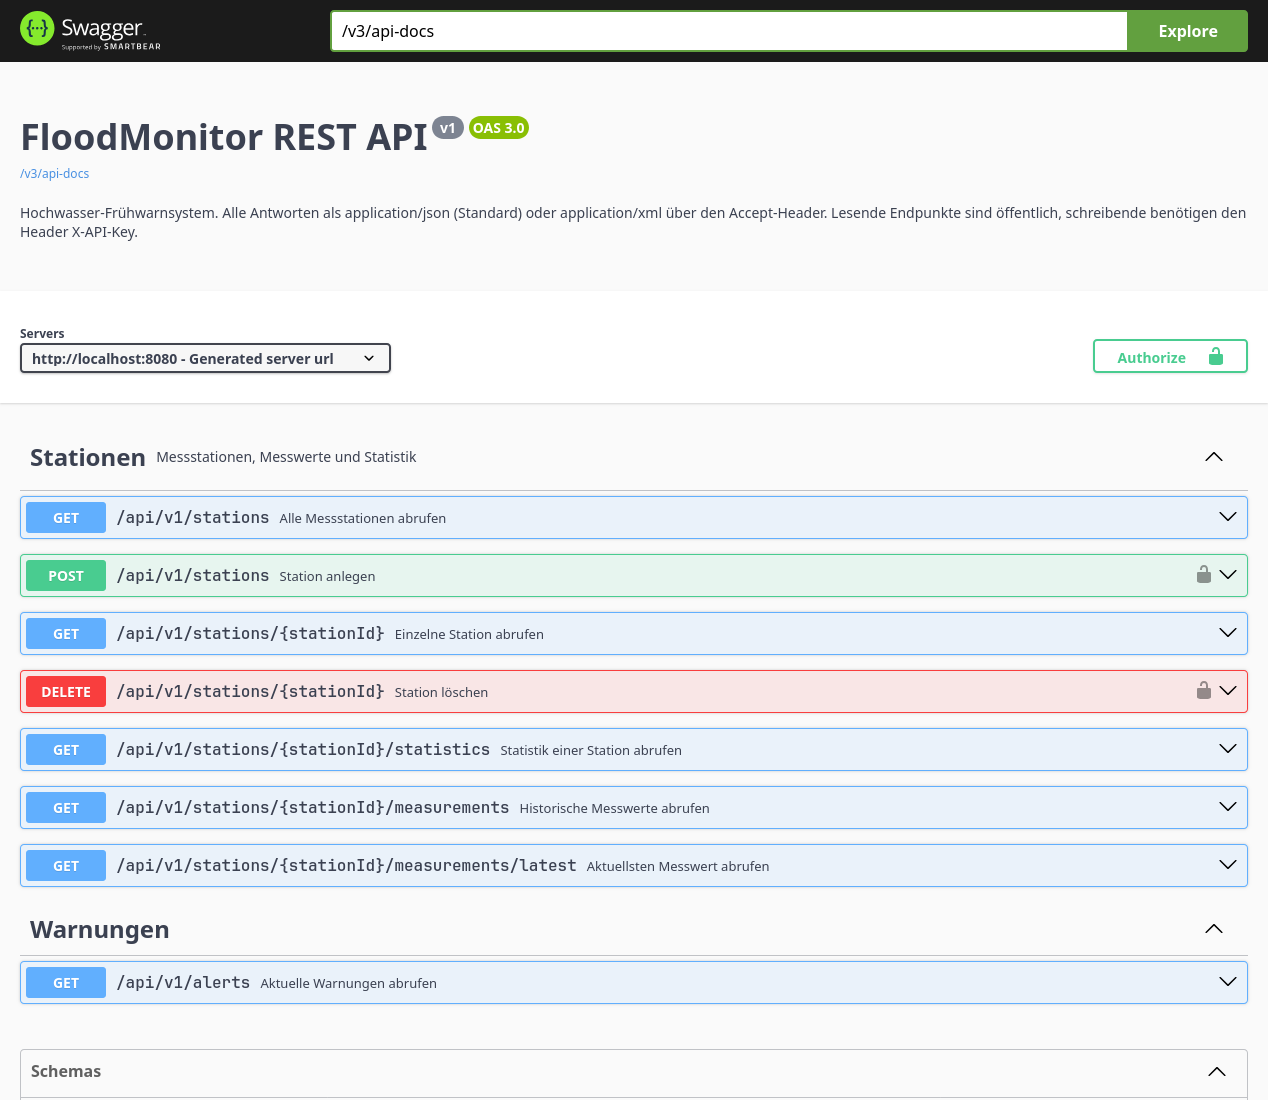 Swagger
Supported by SMARTBEAR
/v3/api-docs
Explore
FloodMonitor REST API v1 OAS 3.0
/v3/api-docs
Hochwasser-Frühwarnsystem. Alle Antworten als application/json (Standard) oder application/xml über den Accept-Header. Lesende Endpunkte sind öffentlich, schreibende benötigen den
Header X-API-Key.
Servers
http://localhost:8080 - Generated server url
Authorize
Stationen Messstationen, Messwerte und Statistik
GET /api/v1/stations Alle Messstationen abrufen
POST /api/v1/stations Station anlegen
GET /api/v1/stations/{stationId} Einzelne Station abrufen
DELETE /api/v1/stations/{stationId} Station löschen
GET /api/v1/stations/{stationId}/statistics Statistik einer Station abrufen
GET /api/v1/stations/{stationId}/measurements Historische Messwerte abrufen
GET /api/v1/stations/{stationId}/measurements/latest Aktuellsten Messwert abrufen
Warnungen
GET /api/v1/alerts Aktuelle Warnungen abrufen
Schemas